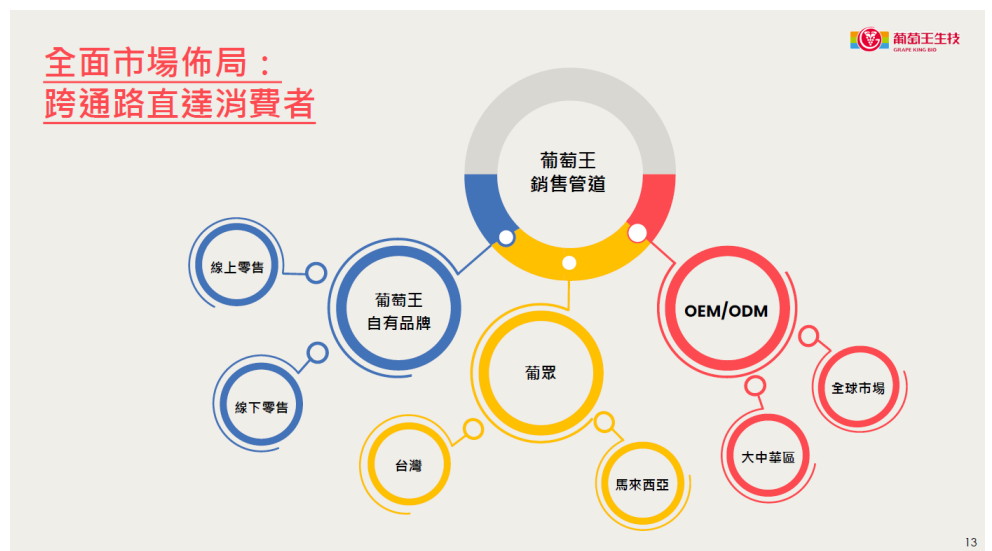 全面市場佈局：
跨通路直達消費者
葡萄王生技
GRAPE KING BIO
葡萄王
銷售管道
線上零售
葡萄王
自有品牌
線下零售
葡眾
台灣
馬來西亞
OEM/ODM
全球市場
大中華區
13